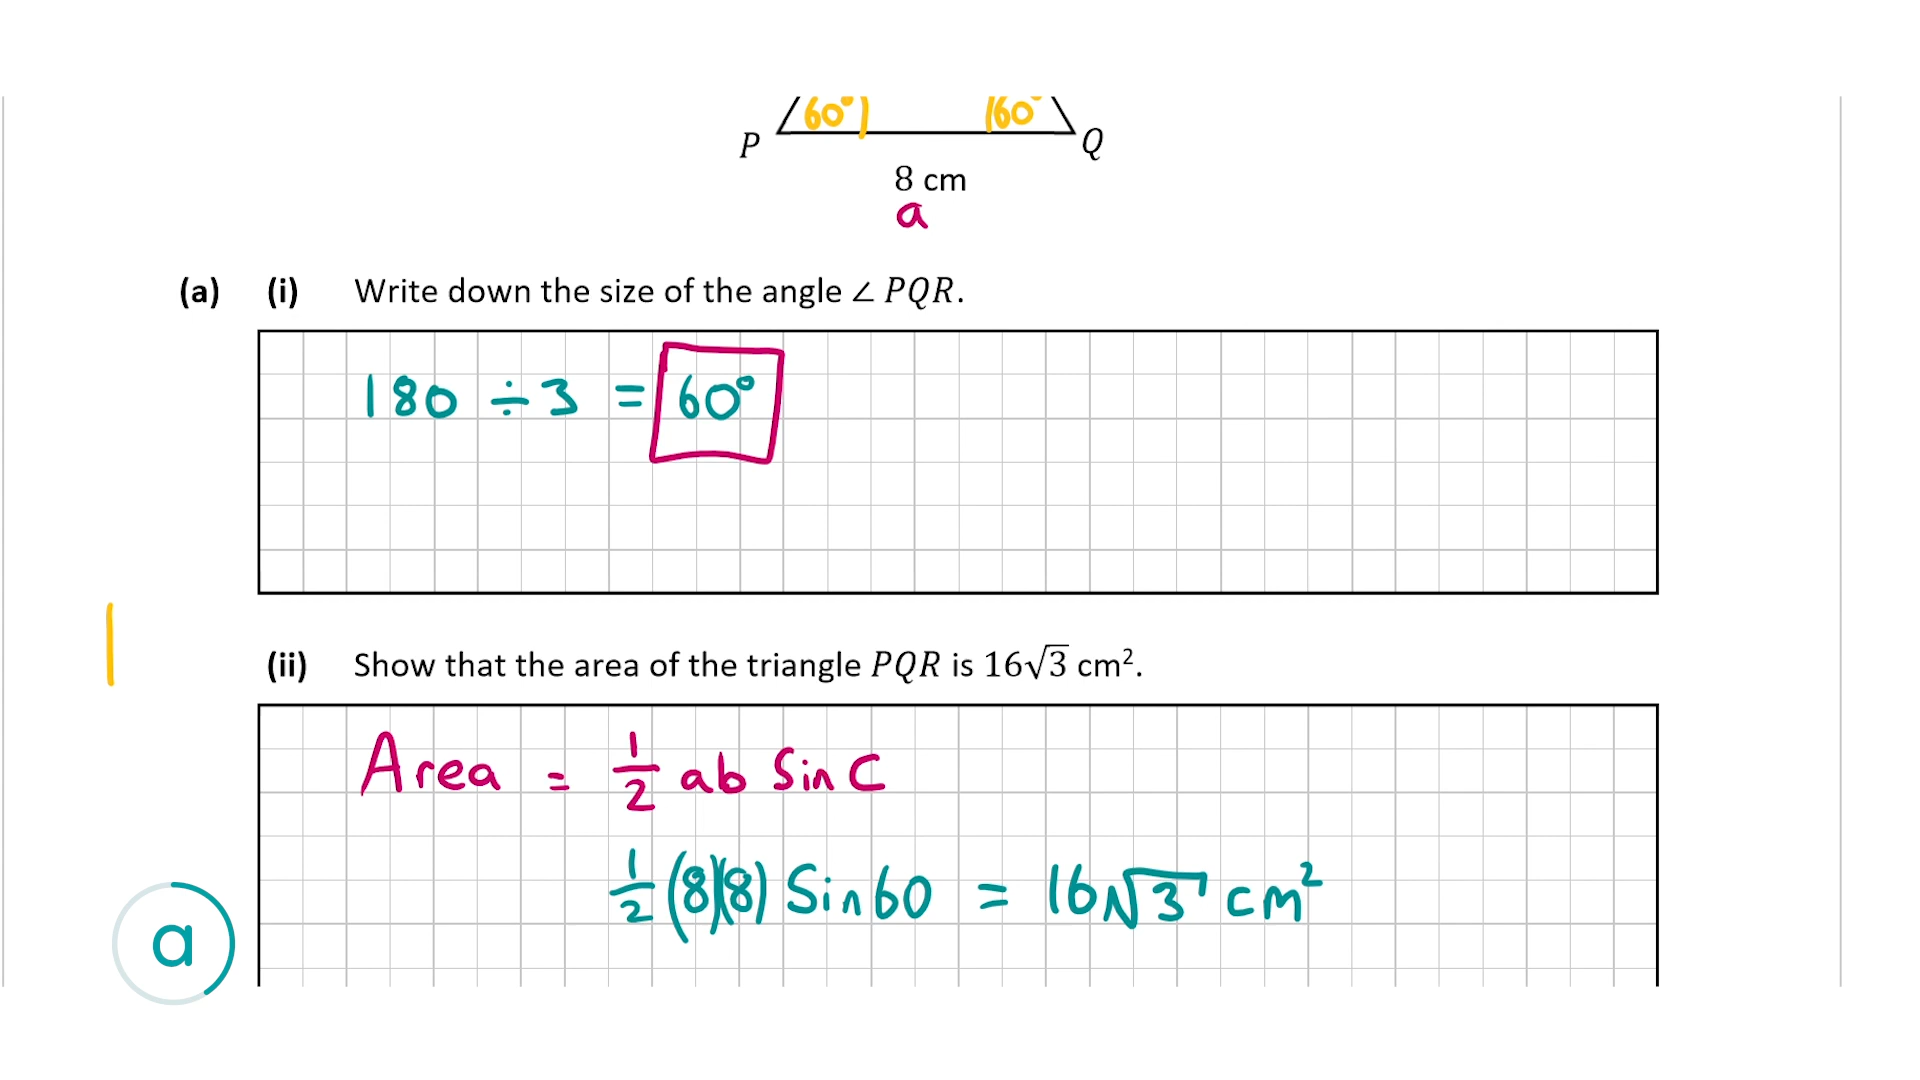 60° 60°
P Q
8 cm
a
(a) (i) Write down the size of the angle ∠ PQR.
180 ÷ 3 = 60°
(ii) Show that the area of the triangle PQR is 16√3 cm².
Area = 1/2 ab Sin C
1/2 (8)(8) Sin 60 = 16√3 cm²
a